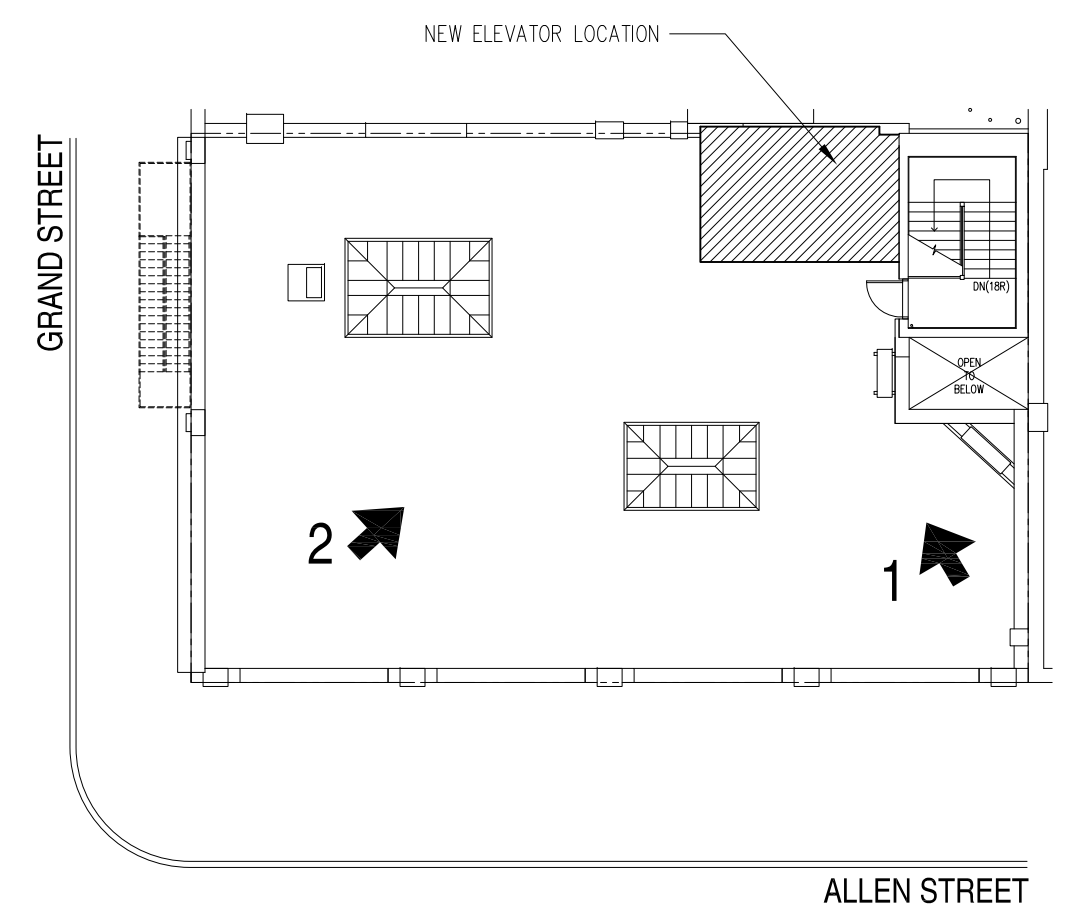 NEW ELEVATOR LOCATION
GRAND STREET
DN(18R)
OPEN
TO
BELOW
2
1
ALLEN STREET